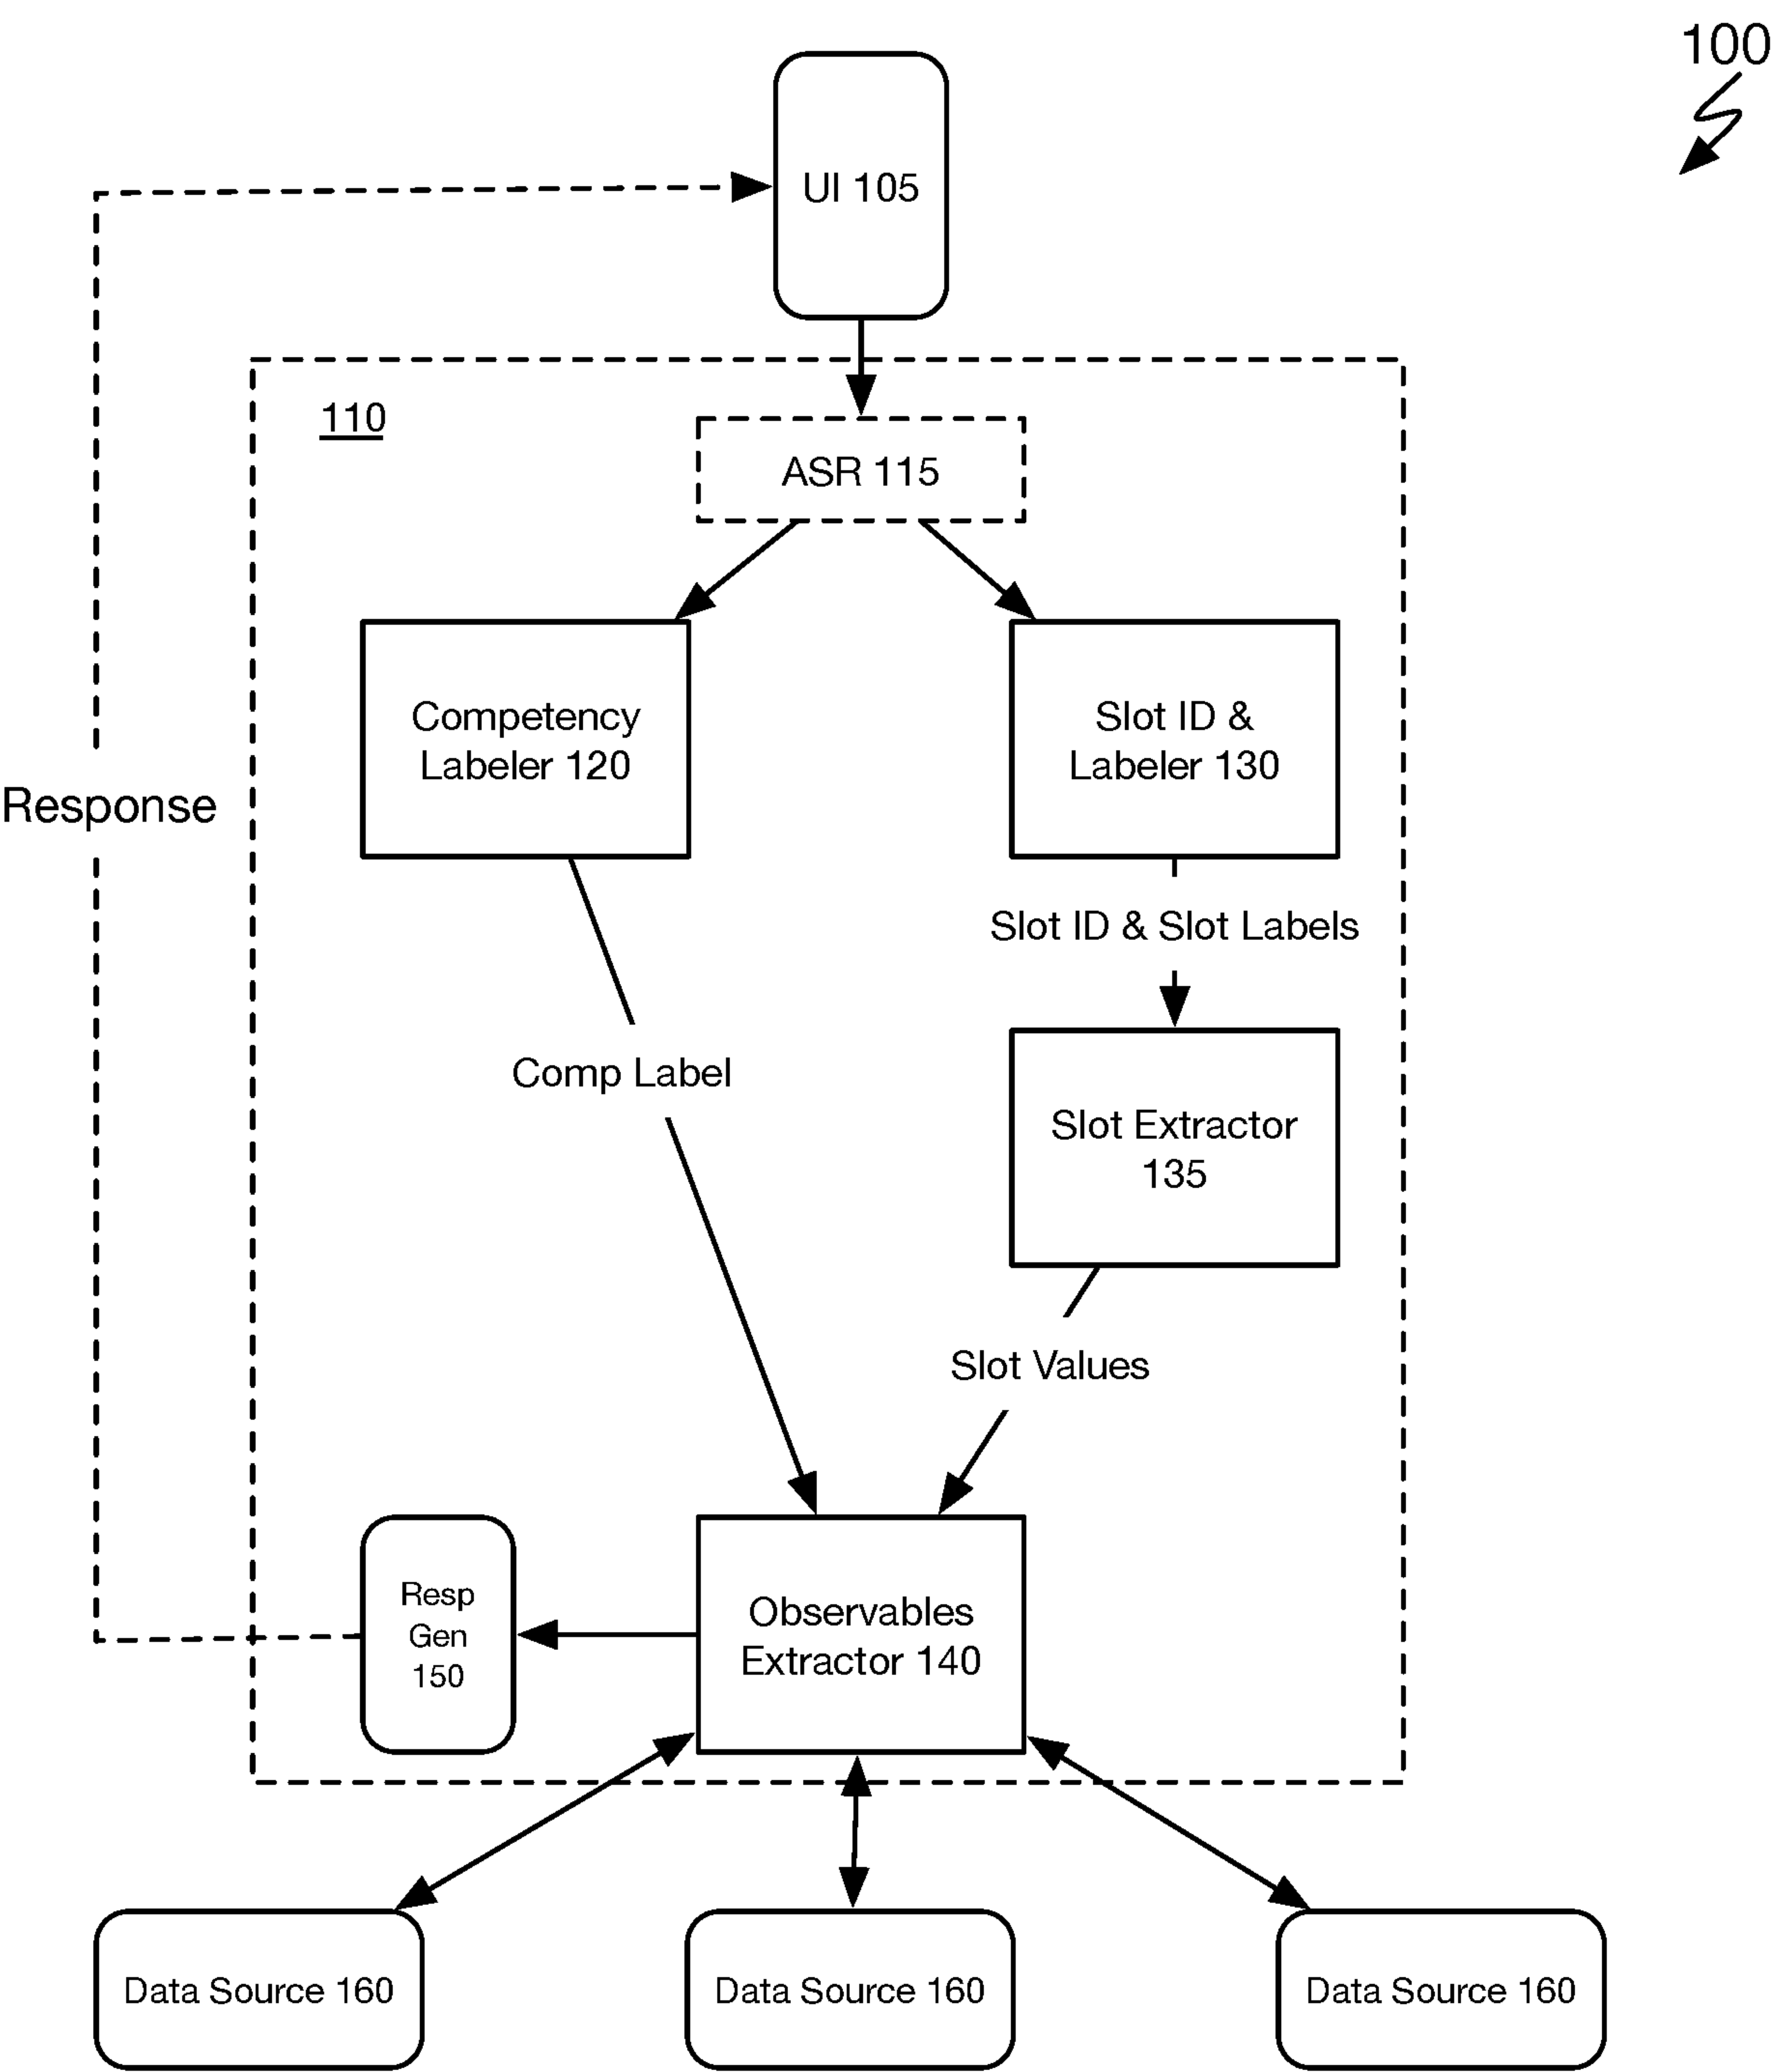 100
UI 105
110
ASR 115
Competency
Labeler 120
Slot ID &
Labeler 130
Response
Slot ID & Slot Labels
Comp Label
Slot Extractor
135
Slot Values
Resp
Gen
150
Observables
Extractor 140
Data Source 160
Data Source 160
Data Source 160